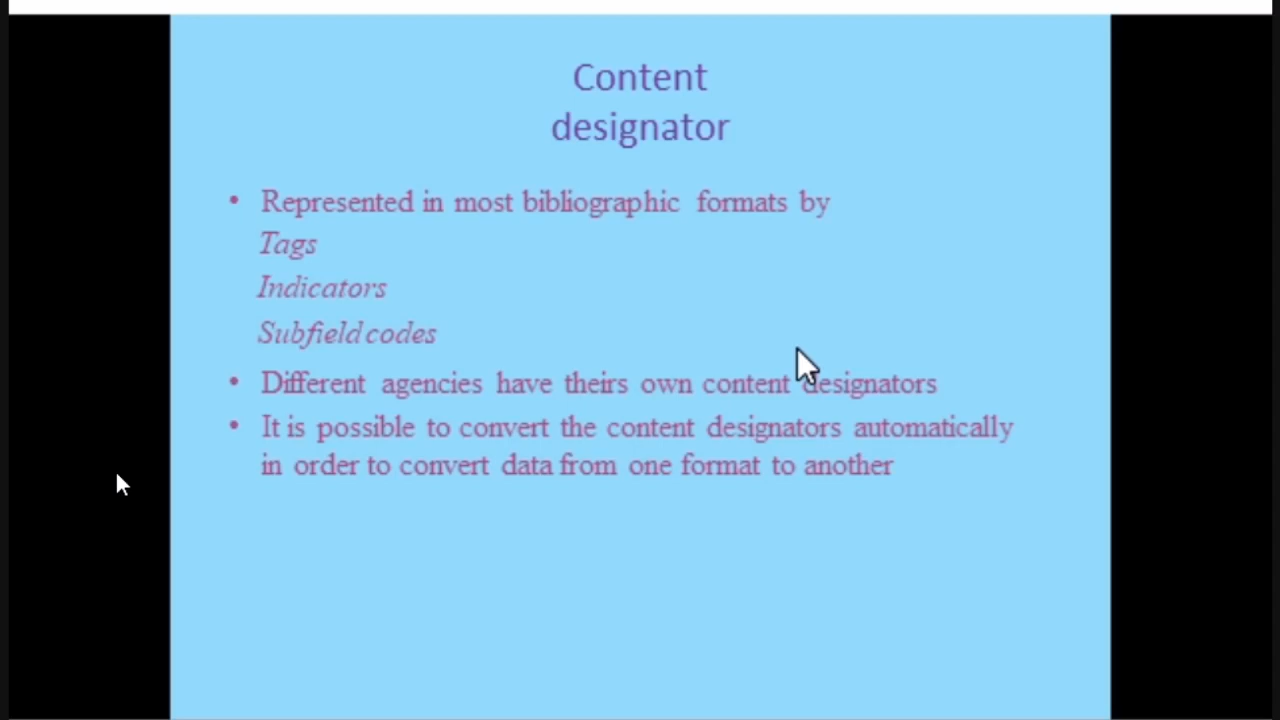 Content
designator
• Represented in most bibliographic formats by
Tags
Indicators
Subfield codes
• Different agencies have theirs own content designators
• It is possible to convert the content designators automatically
in order to convert data from one format to another